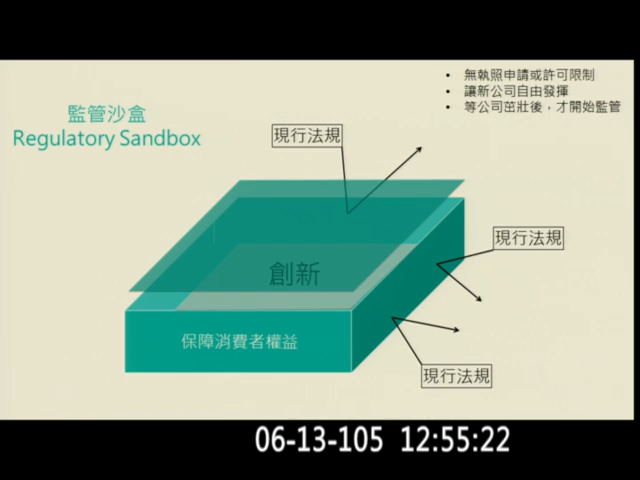 監管沙盒
Regulatory Sandbox
• 無執照申請或許可限制
• 讓新公司自由發揮
• 等公司茁壯後，才開始監管
現行法規
現行法規
創新
保障消費者權益
現行法規
06-13-105 12:55:22